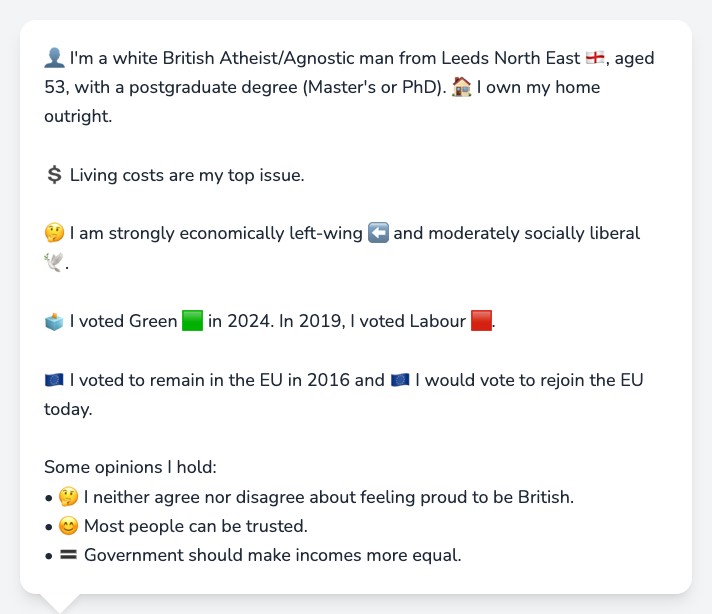 👤 I'm a white British Atheist/Agnostic man from Leeds North East 🏴󠁧󠁢󠁥󠁮󠁧󠁿, aged
53, with a postgraduate degree (Master's or PhD). 🏠 I own my home
outright.
💲 Living costs are my top issue.
🤔 I am strongly economically left-wing ⬅️ and moderately socially liberal
🕊️.
🗳️ I voted Green 🟩 in 2024. In 2019, I voted Labour 🟥.
🇪🇺 I voted to remain in the EU in 2016 and 🇪🇺 I would vote to rejoin the EU
today.
Some opinions I hold:
• 🤔 I neither agree nor disagree about feeling proud to be British.
• 😊 Most people can be trusted.
• 🟰 Government should make incomes more equal.